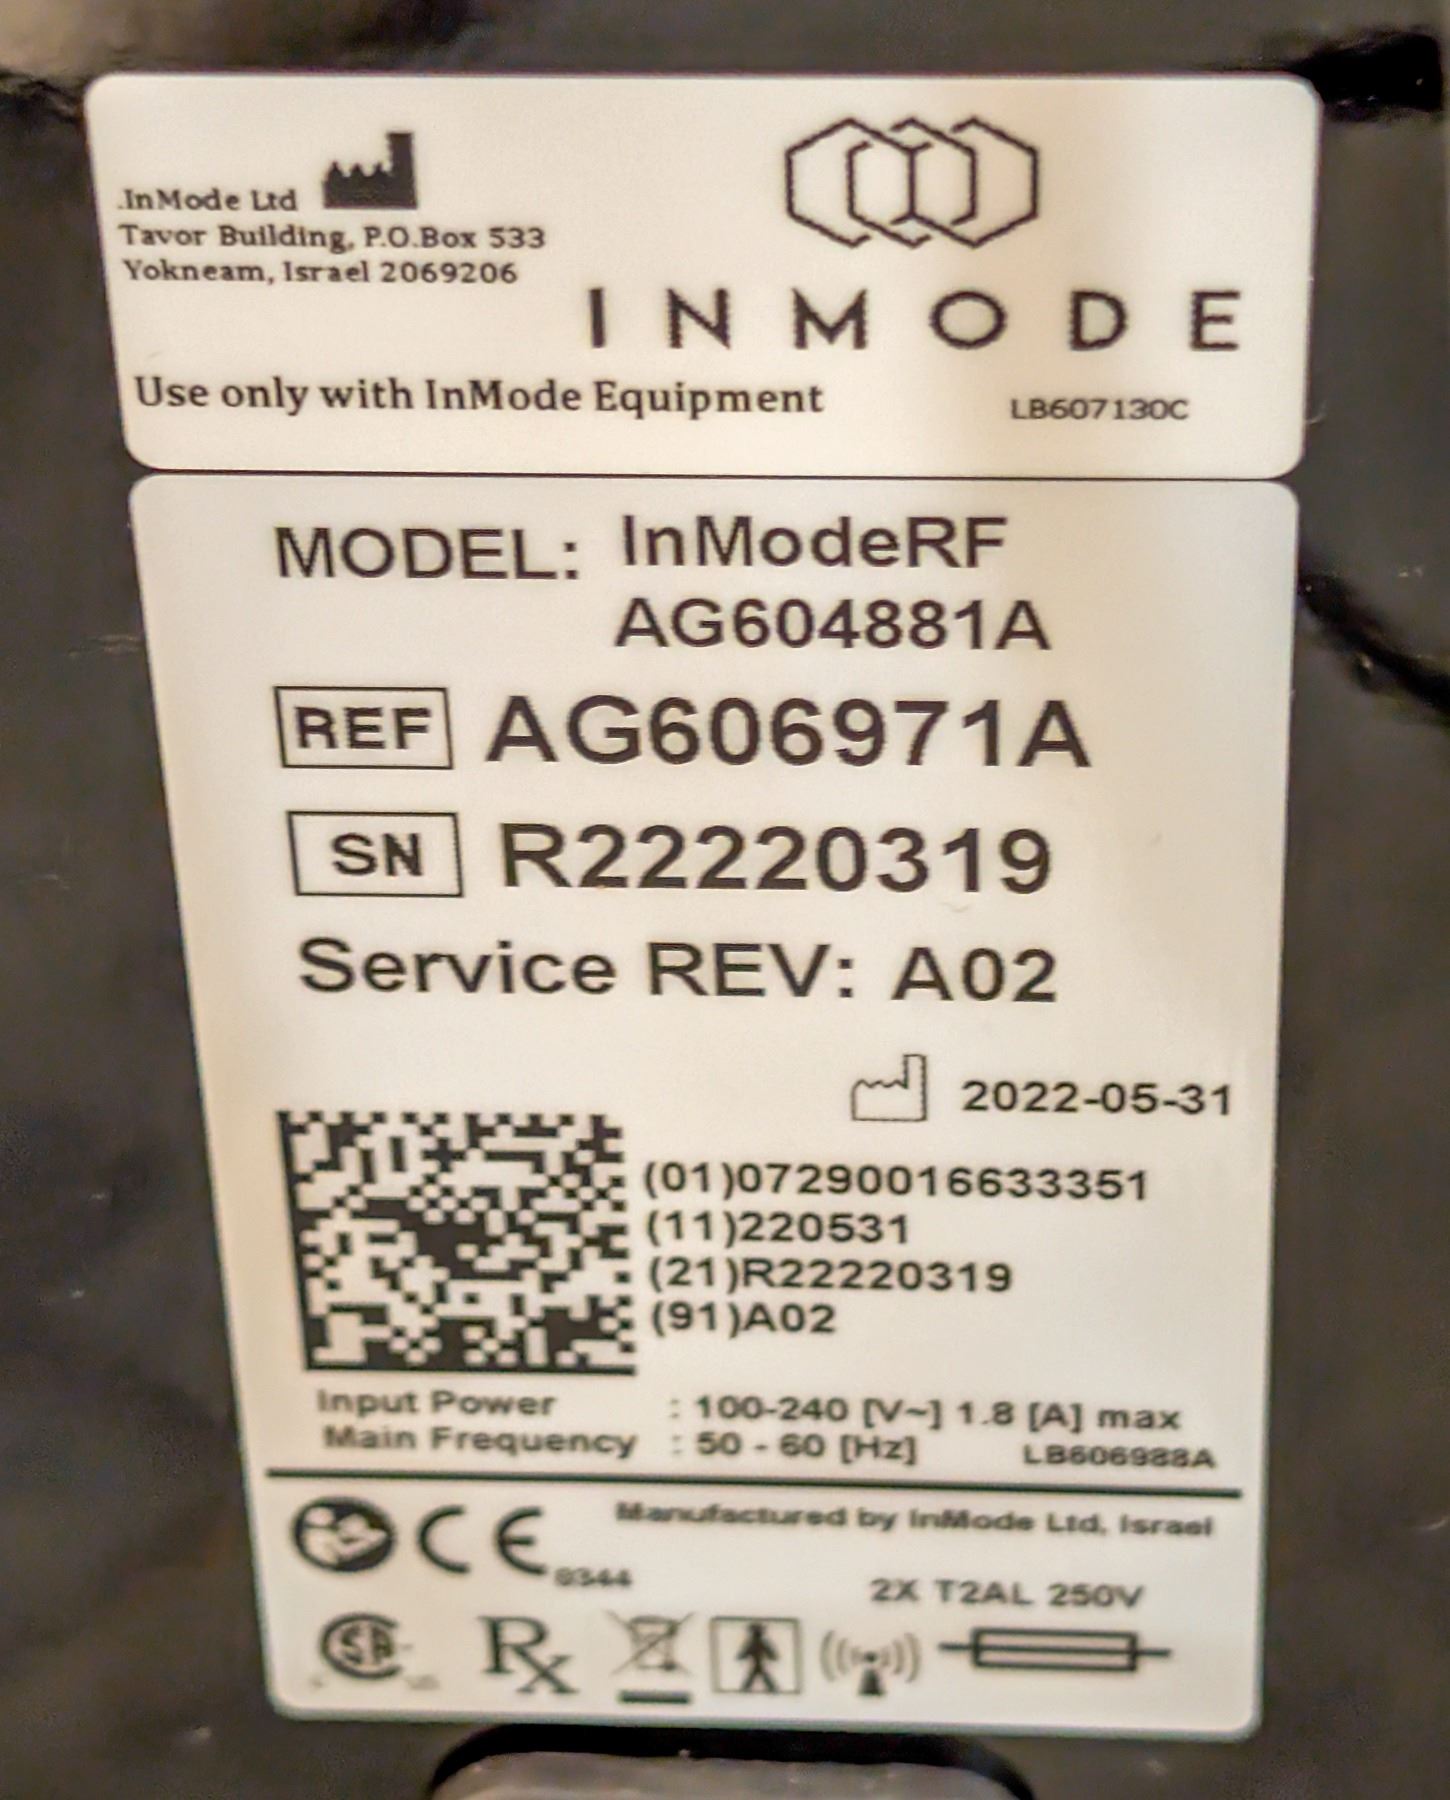 .InMode Ltd
Tavor Building, P.O.Box 533
Yokneam, Israel 2069206
INMODE
Use only with InMode Equipment
LB607130C
MODEL: InModeRF
AG604881A
REF AG606971A
SN R22220319
Service REV: A02
2022-05-31
(01)07290016633351
(11)220531
(21)R22220319
(91)A02
Input Power : 100-240 [V~] 1.8 [A] max
Main Frequency : 50 - 60 [Hz]
LB606988A
Manufactured by InMode Ltd, Israel
CE 0344
2X T2AL 250V
Rx